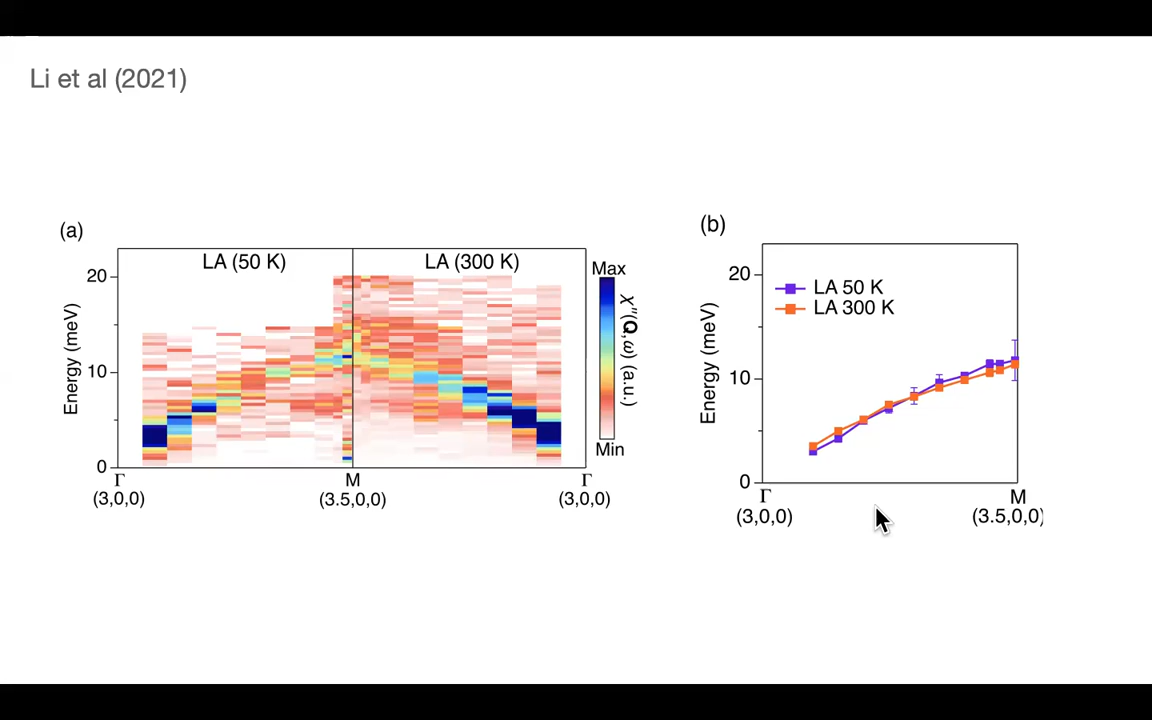 Li et al (2021)
(a)
LA (50 K)
LA (300 K)
20
10
0
Energy (meV)
Γ
(3,0,0)
M
(3.5,0,0)
Γ
(3,0,0)
Max
χ″(Q,ω) (a.u.)
Min
(b)
LA 50 K
LA 300 K
20
10
0
Energy (meV)
Γ
(3,0,0)
M
(3.5,0,0)